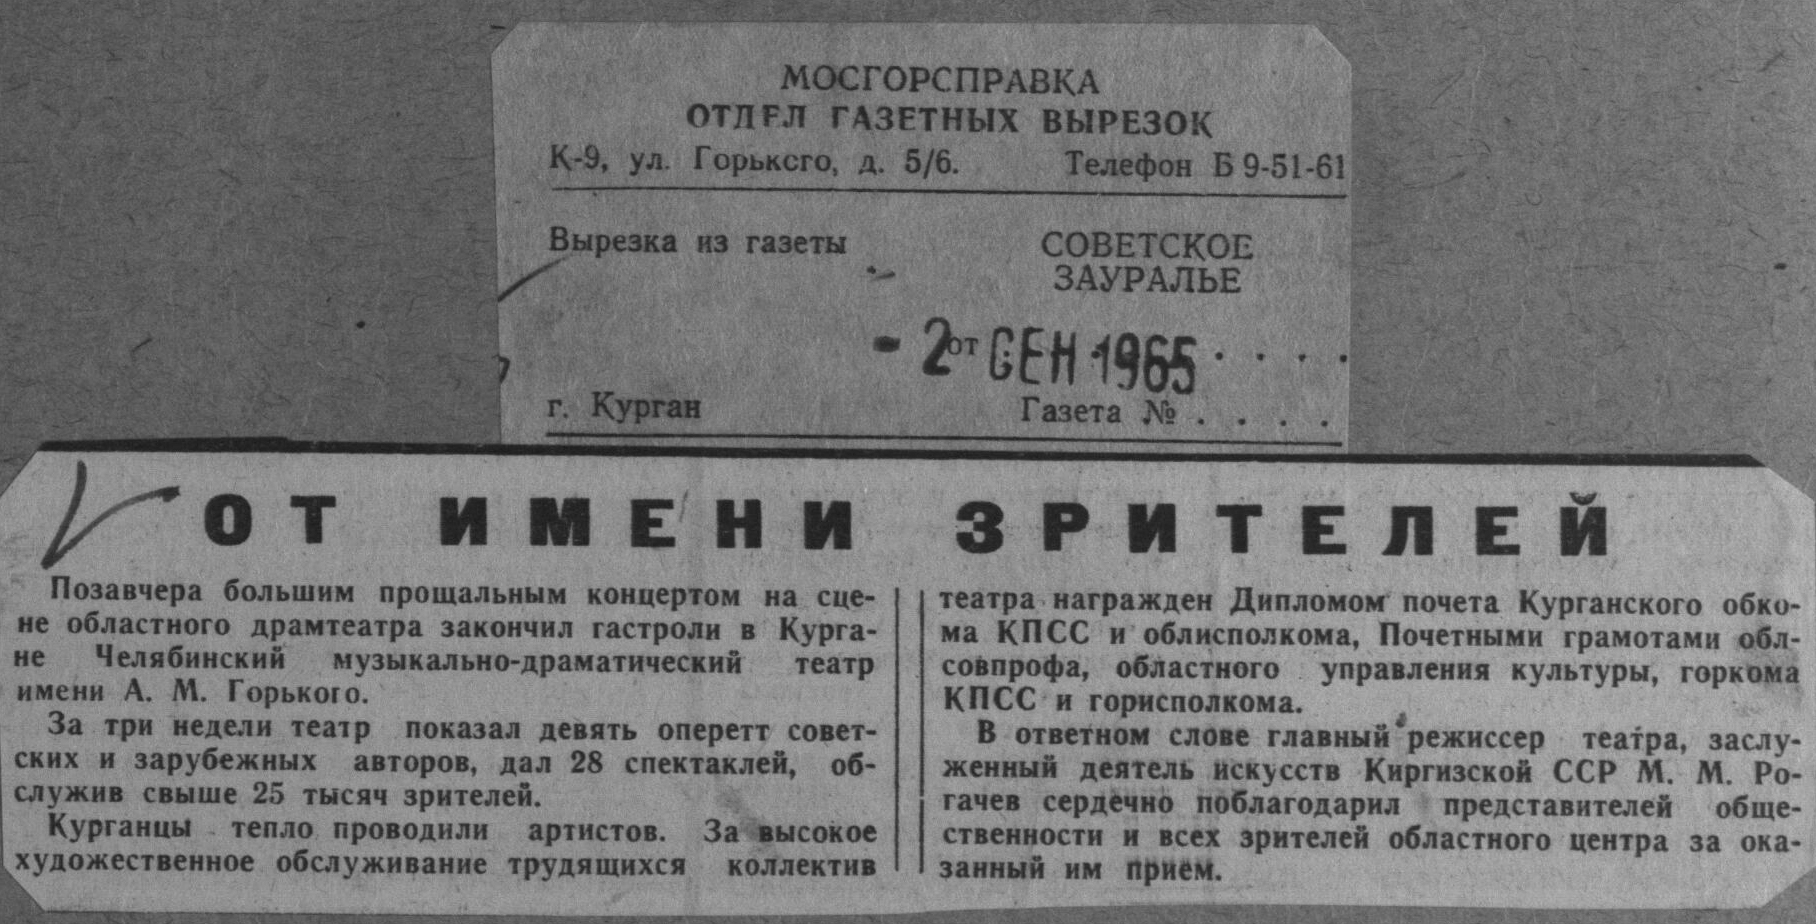 МОСГОРСПРАВКА
ОТДЕЛ ГАЗЕТНЫХ ВЫРЕЗОК
К-9, ул. Горьксго, д. 5/6. Телефон Б 9-51-61
Вырезка из газеты СОВЕТСКОЕ
ЗАУРАЛЬЕ
- 2 от СЕН 1965 . . . .
г. Курган Газета № . . . .
ОТ ИМЕНИ ЗРИТЕЛЕЙ
Позавчера большим прощальным концертом на сце-
не областного драмтеатра закончил гастроли в Курга-
не Челябинский музыкально-драматический театр
имени А. М. Горького.
За три недели театр показал девять оперетт совет-
ских и зарубежных авторов, дал 28 спектаклей, об-
служив свыше 25 тысяч зрителей.
Курганцы тепло проводили артистов. За высокое
художественное обслуживание трудящихся коллектив
театра награжден Дипломом почета Курганского обко-
ма КПСС и облисполкома, Почетными грамотами обл-
совпрофа, областного управления культуры, горкома
КПСС и горисполкома.
В ответном слове главный режиссер театра, заслу-
женный деятель искусств Киргизской ССР М. М. Ро-
гачев сердечно поблагодарил представителей обще-
ственности и всех зрителей областного центра за ока-
занный им прием.